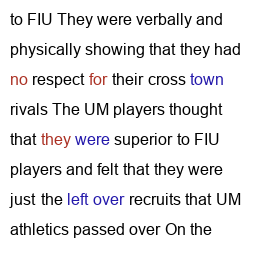 to FIU They were verbally and
physically showing that they had
no respect for their cross town
rivals The UM players thought
that they were superior to FIU
players and felt that they were
just the left over recruits that UM
athletics passed over On the